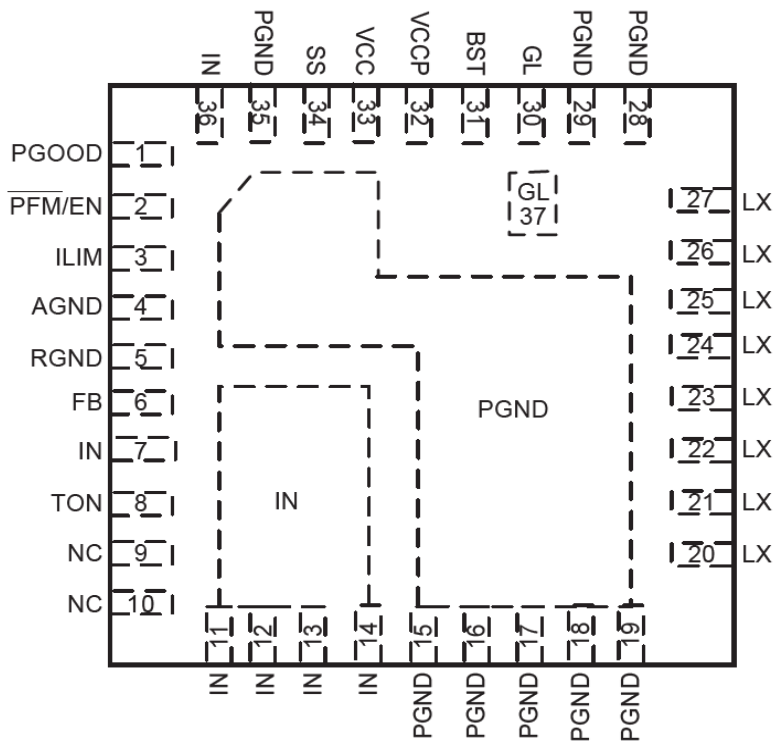 IN
PGND
SS
VCC
VCCP
BST
GL
PGND
PGND
36
35
34
33
32
31
30
29
28
PGOOD 1
PFM/EN 2
ILIM 3
AGND 4
RGND 5
FB 6
IN 7
TON 8
NC 9
NC 10
GL
37
PGND
IN
27 LX
26 LX
25 LX
24 LX
23 LX
22 LX
21 LX
20 LX
11
12
13
14
15
16
17
18
19
IN
IN
IN
IN
PGND
PGND
PGND
PGND
PGND